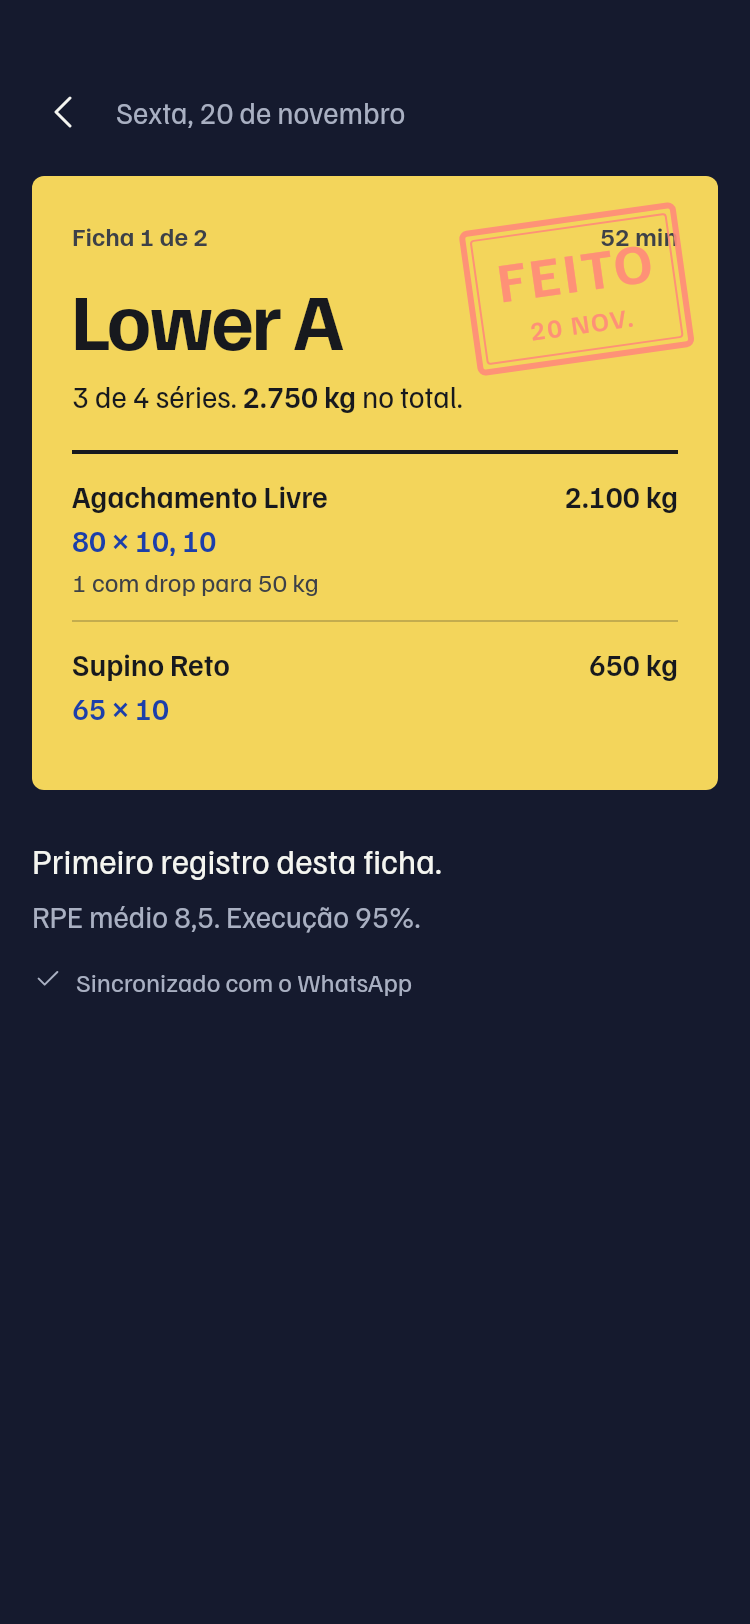 Sexta, 20 de novembro
Ficha 1 de 2
52 min
FEITO
20 NOV.
Lower A
3 de 4 séries. 2.750 kg no total.
Agachamento Livre
2.100 kg
80 × 10, 10
1 com drop para 50 kg
Supino Reto
650 kg
65 × 10
Primeiro registro desta ficha.
RPE médio 8,5. Execução 95%.
Sincronizado com o WhatsApp